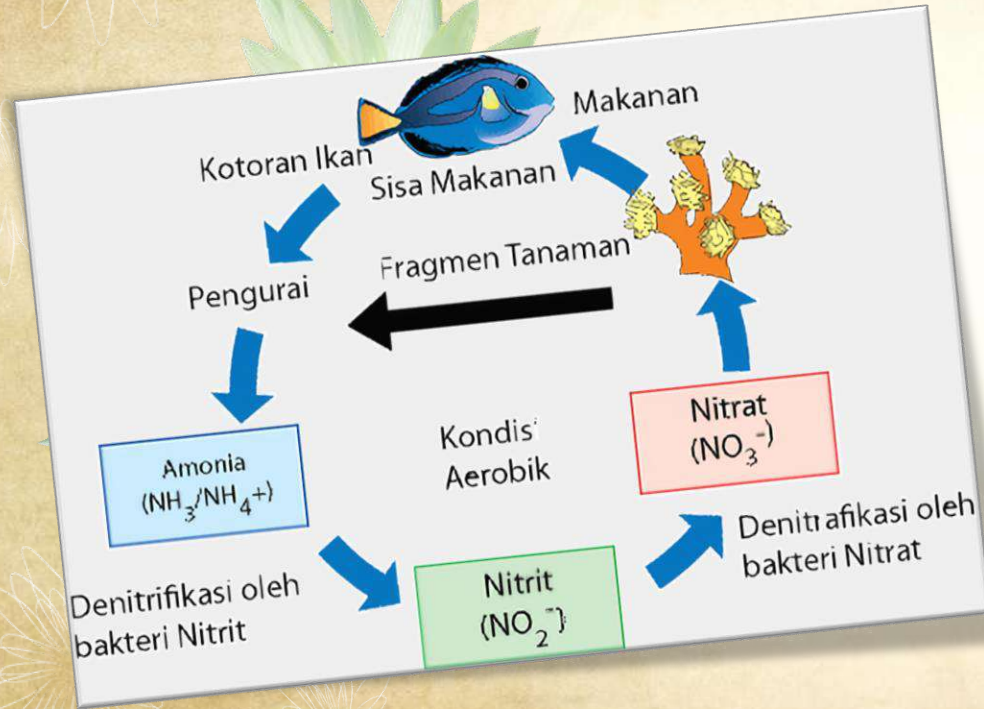 Makanan
Kotoran Ikan
Sisa Makanan
Fragmen Tanaman
Pengurai
Amonia
(NH₃/NH₄+)
Kondisi
Aerobik
Nitrat
(NO₃⁻)
Denitrifikasi oleh
bakteri Nitrit
Nitrit
(NO₂⁻)
Denitrafikasi oleh
bakteri Nitrat